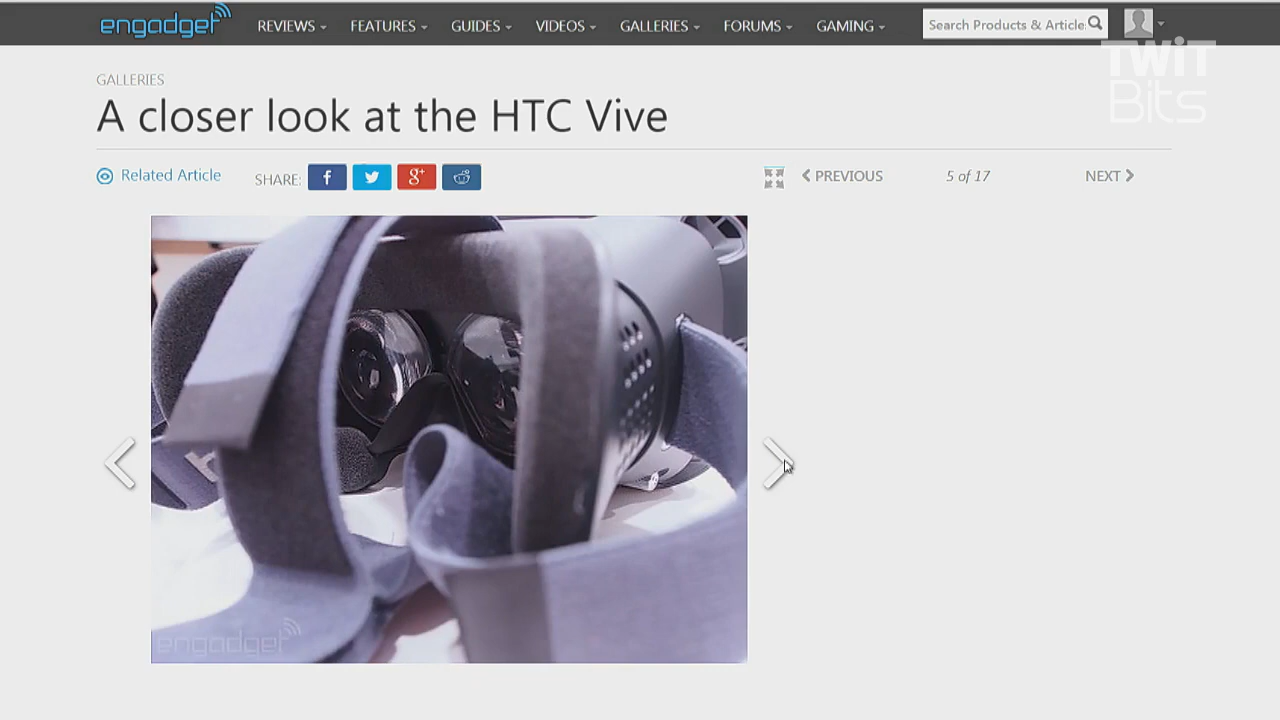 engadget REVIEWS FEATURES GUIDES VIDEOS GALLERIES FORUMS GAMING Search Products & Article
TWiT
Bits
GALLERIES
A closer look at the HTC Vive
Related Article SHARE: f g+ PREVIOUS 5 of 17 NEXT
engadget